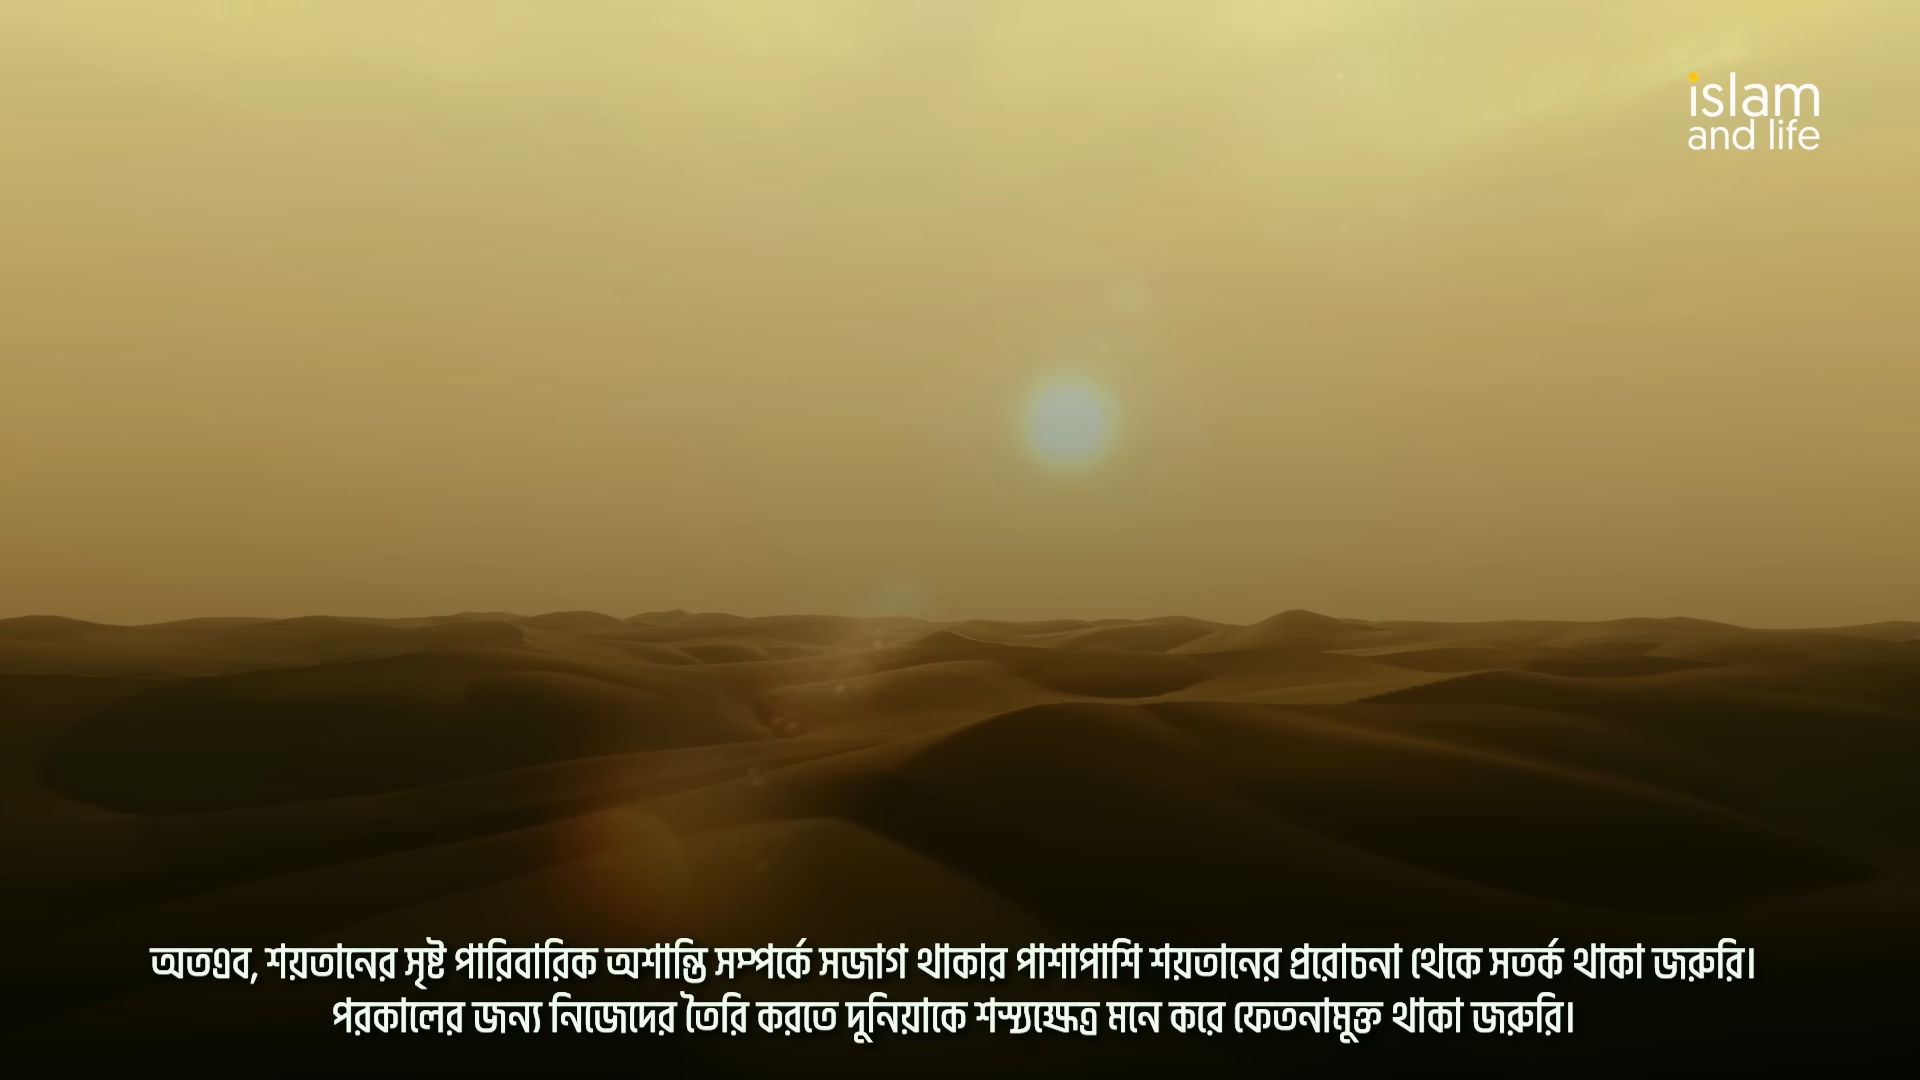 islam
and life
অতএব, শয়তানের সৃষ্ট পারিবারিক অশান্তি সম্পর্কে সজাগ থাকার পাশাপাশি শয়তানের প্ররোচনা থেকে সতর্ক থাকা জরুরি।
পরকালের জন্য নিজেদের তৈরি করতে দুনিয়াকে শস্যক্ষেত্র মনে করে ফেতনামুক্ত থাকা জরুরি।